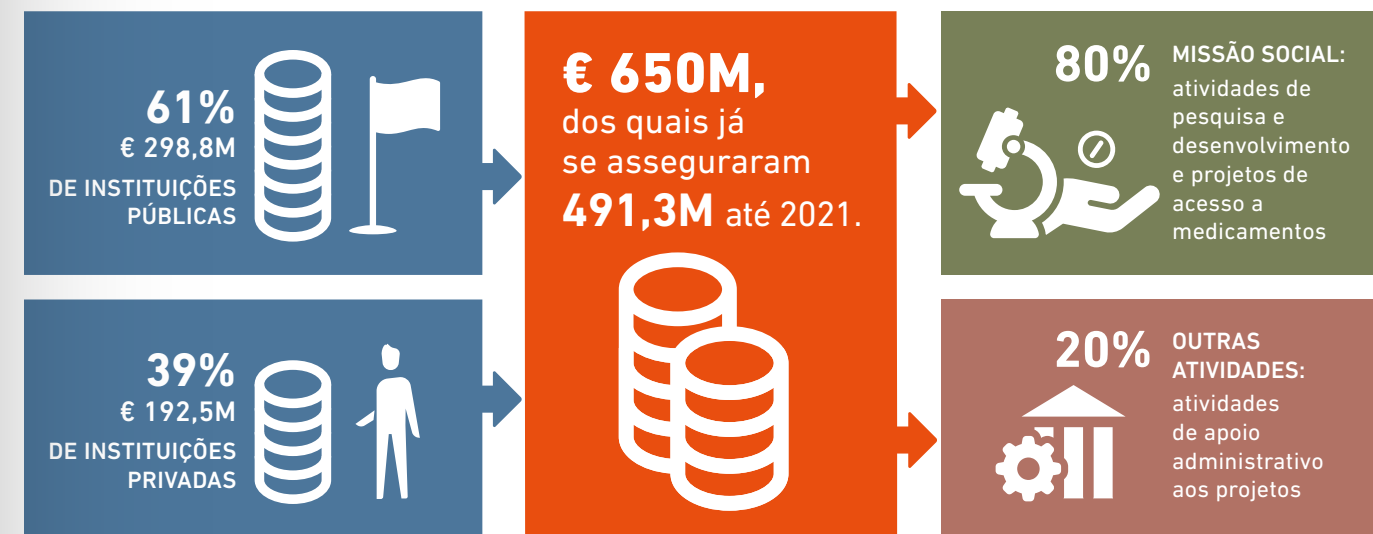 61%
€ 298,8M
DE INSTITUIÇÕES
PÚBLICAS
39%
€ 192,5M
DE INSTITUIÇÕES
PRIVADAS
€ 650M,
dos quais já
se asseguraram
491,3M até 2021.
80%
MISSÃO SOCIAL:
atividades de
pesquisa e
desenvolvimento
e projetos de
acesso a
medicamentos
20%
OUTRAS
ATIVIDADES:
atividades
de apoio
administrativo
aos projetos